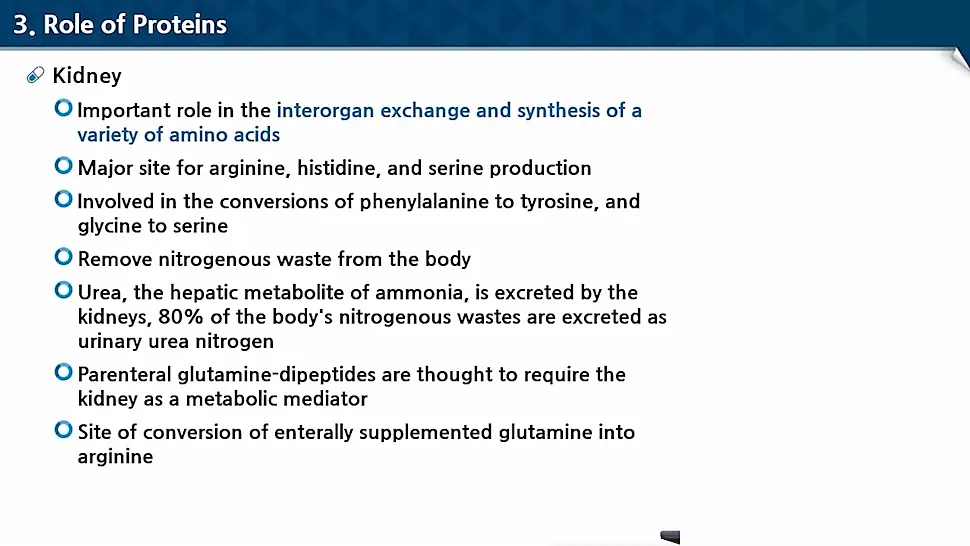 3. Role of Proteins
Kidney
Important role in the interorgan exchange and synthesis of a
variety of amino acids
Major site for arginine, histidine, and serine production
Involved in the conversions of phenylalanine to tyrosine, and
glycine to serine
Remove nitrogenous waste from the body
Urea, the hepatic metabolite of ammonia, is excreted by the
kidneys, 80% of the body's nitrogenous wastes are excreted as
urinary urea nitrogen
Parenteral glutamine-dipeptides are thought to require the
kidney as a metabolic mediator
Site of conversion of enterally supplemented glutamine into
arginine